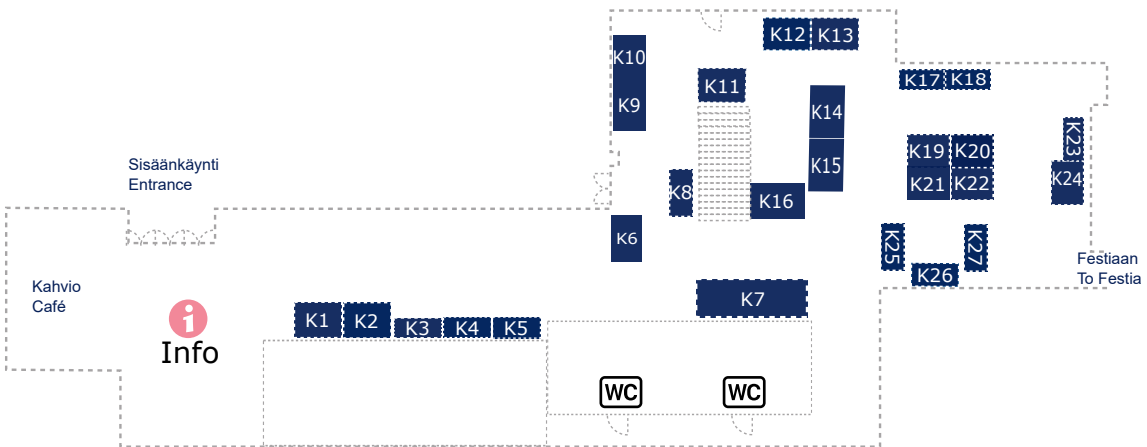 K12
K13
K10
K17
K18
K11
K9
K14
K23
K19
K20
K15
Sisäänkäynti
Entrance
K21
K22
K24
K8
K16
K6
K25
K27
Festiaan
To Festia
K26
Kahvio
Café
K7
K1
K2
K3
K4
K5
Info
WC
WC